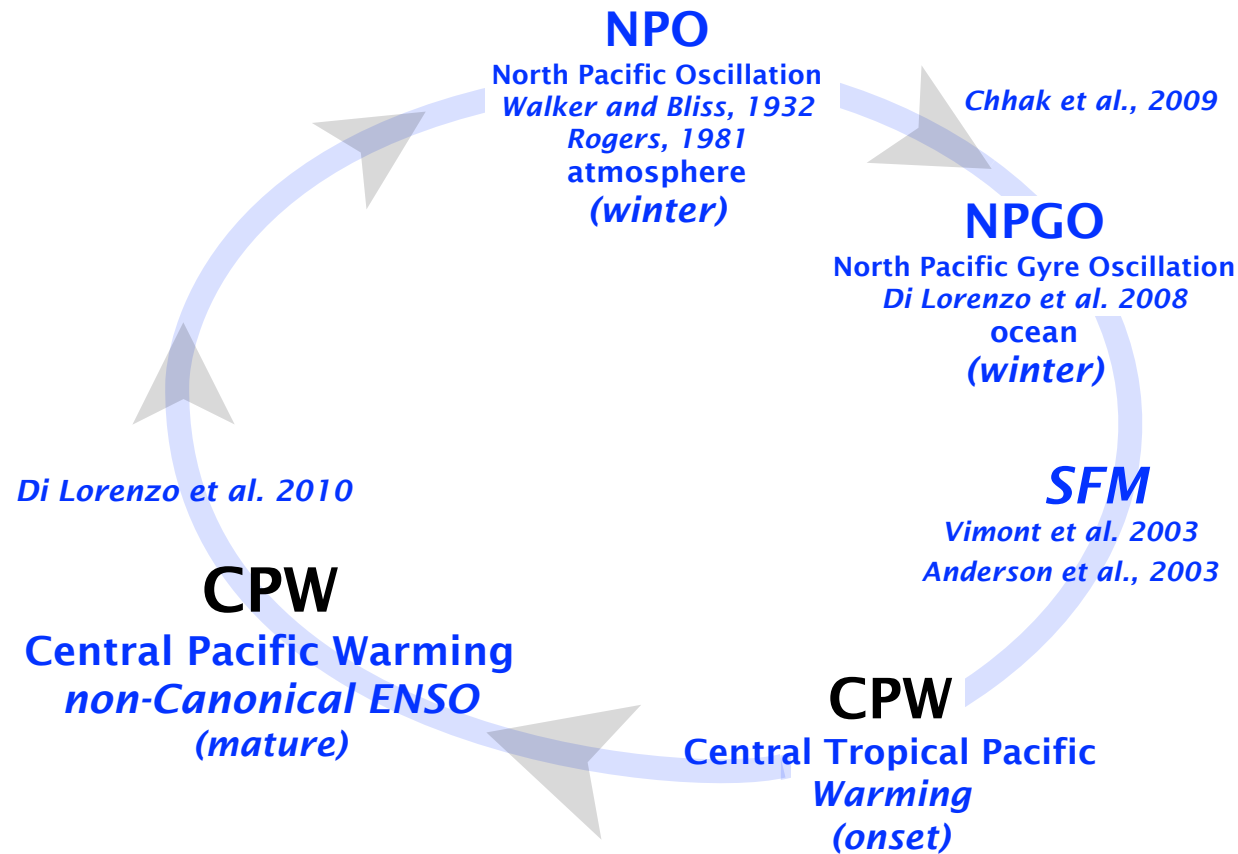 NPO
North Pacific Oscillation
Walker and Bliss, 1932
Rogers, 1981
atmosphere
(winter)
Chhak et al., 2009
NPGO
North Pacific Gyre Oscillation
Di Lorenzo et al. 2008
ocean
(winter)
SFM
Vimont et al. 2003
Anderson et al., 2003
CPW
Central Tropical Pacific
Warming
(onset)
CPW
Central Pacific Warming
non-Canonical ENSO
(mature)
Di Lorenzo et al. 2010